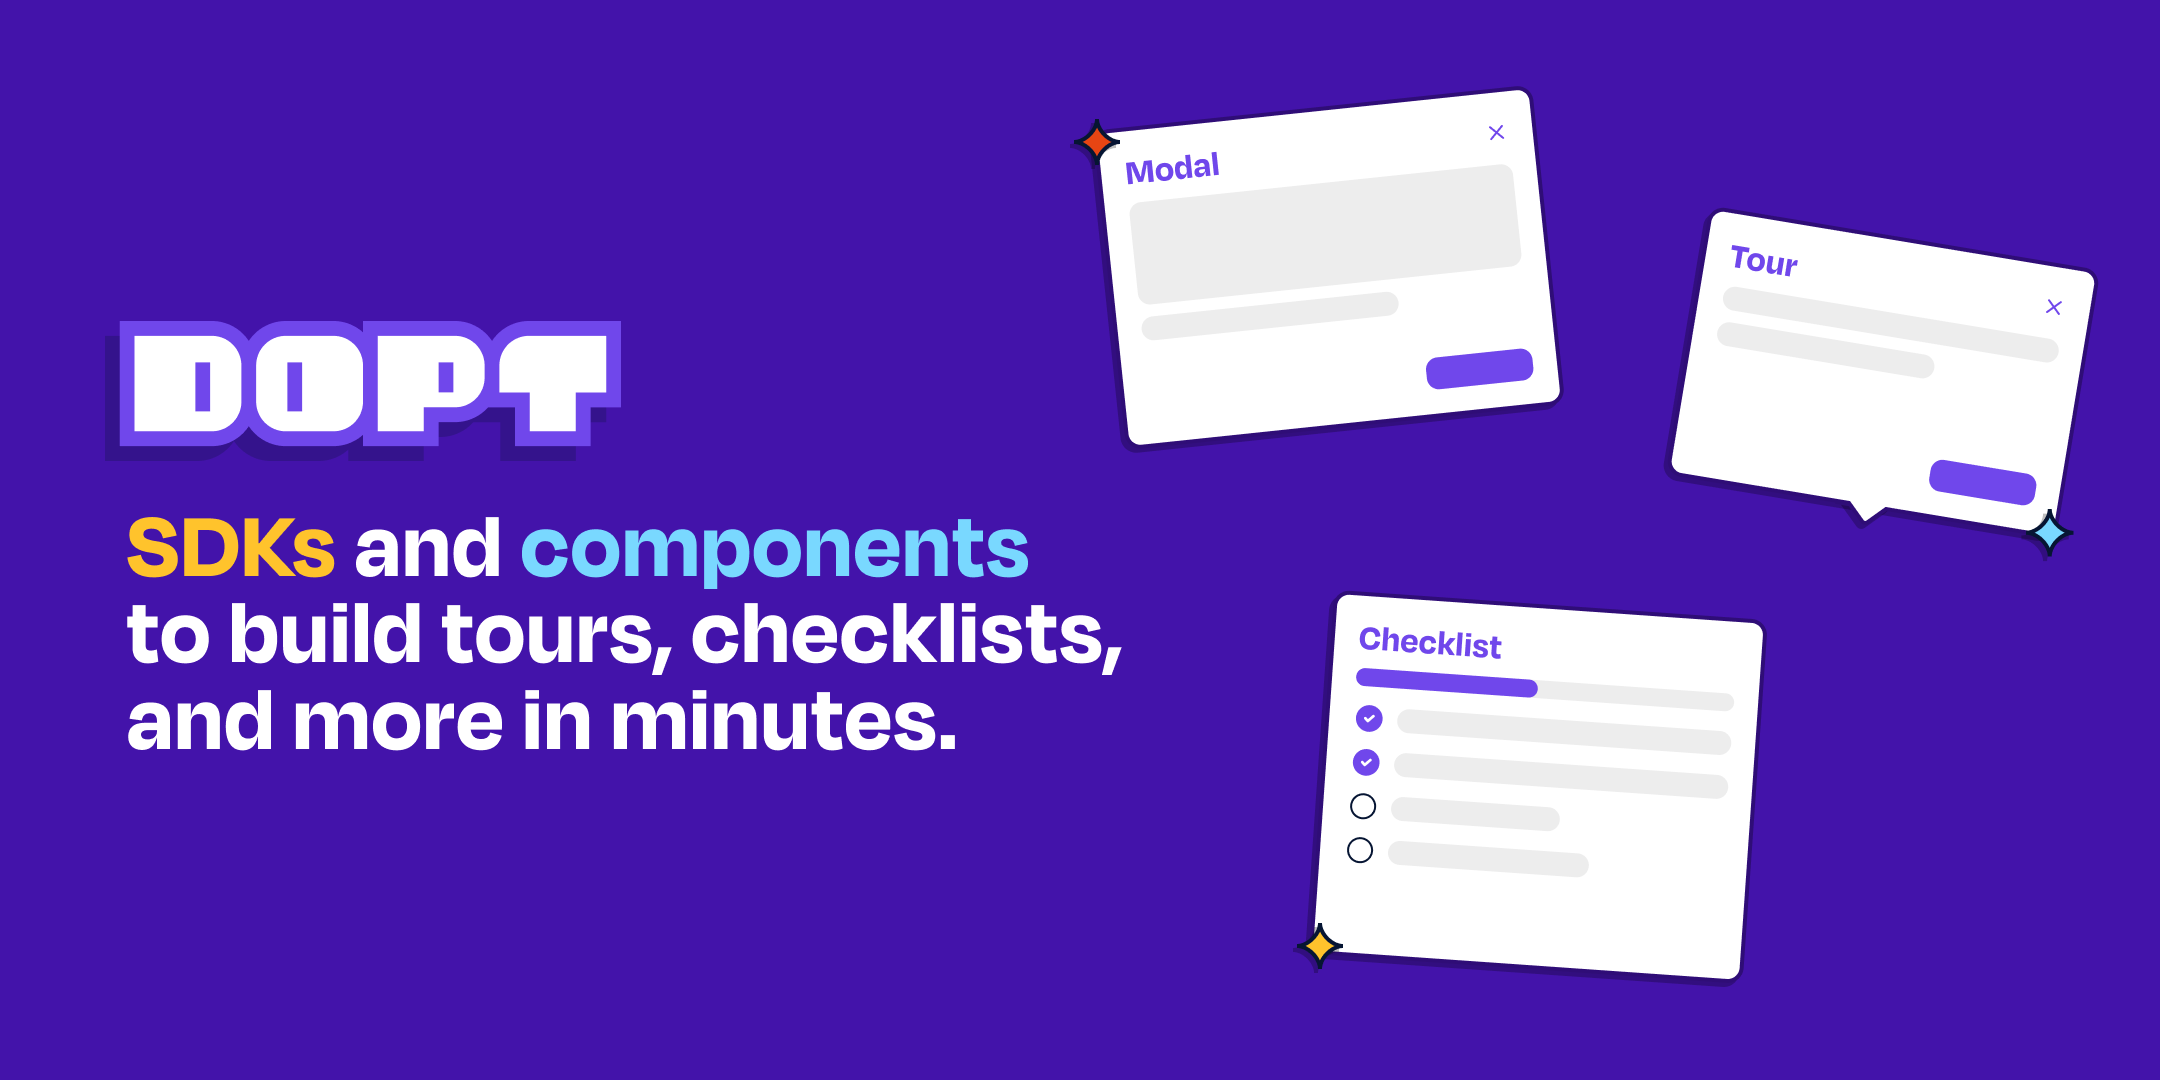 DOPT
SDKs and components
to build tours, checklists,
and more in minutes.
Modal
Tour
Checklist